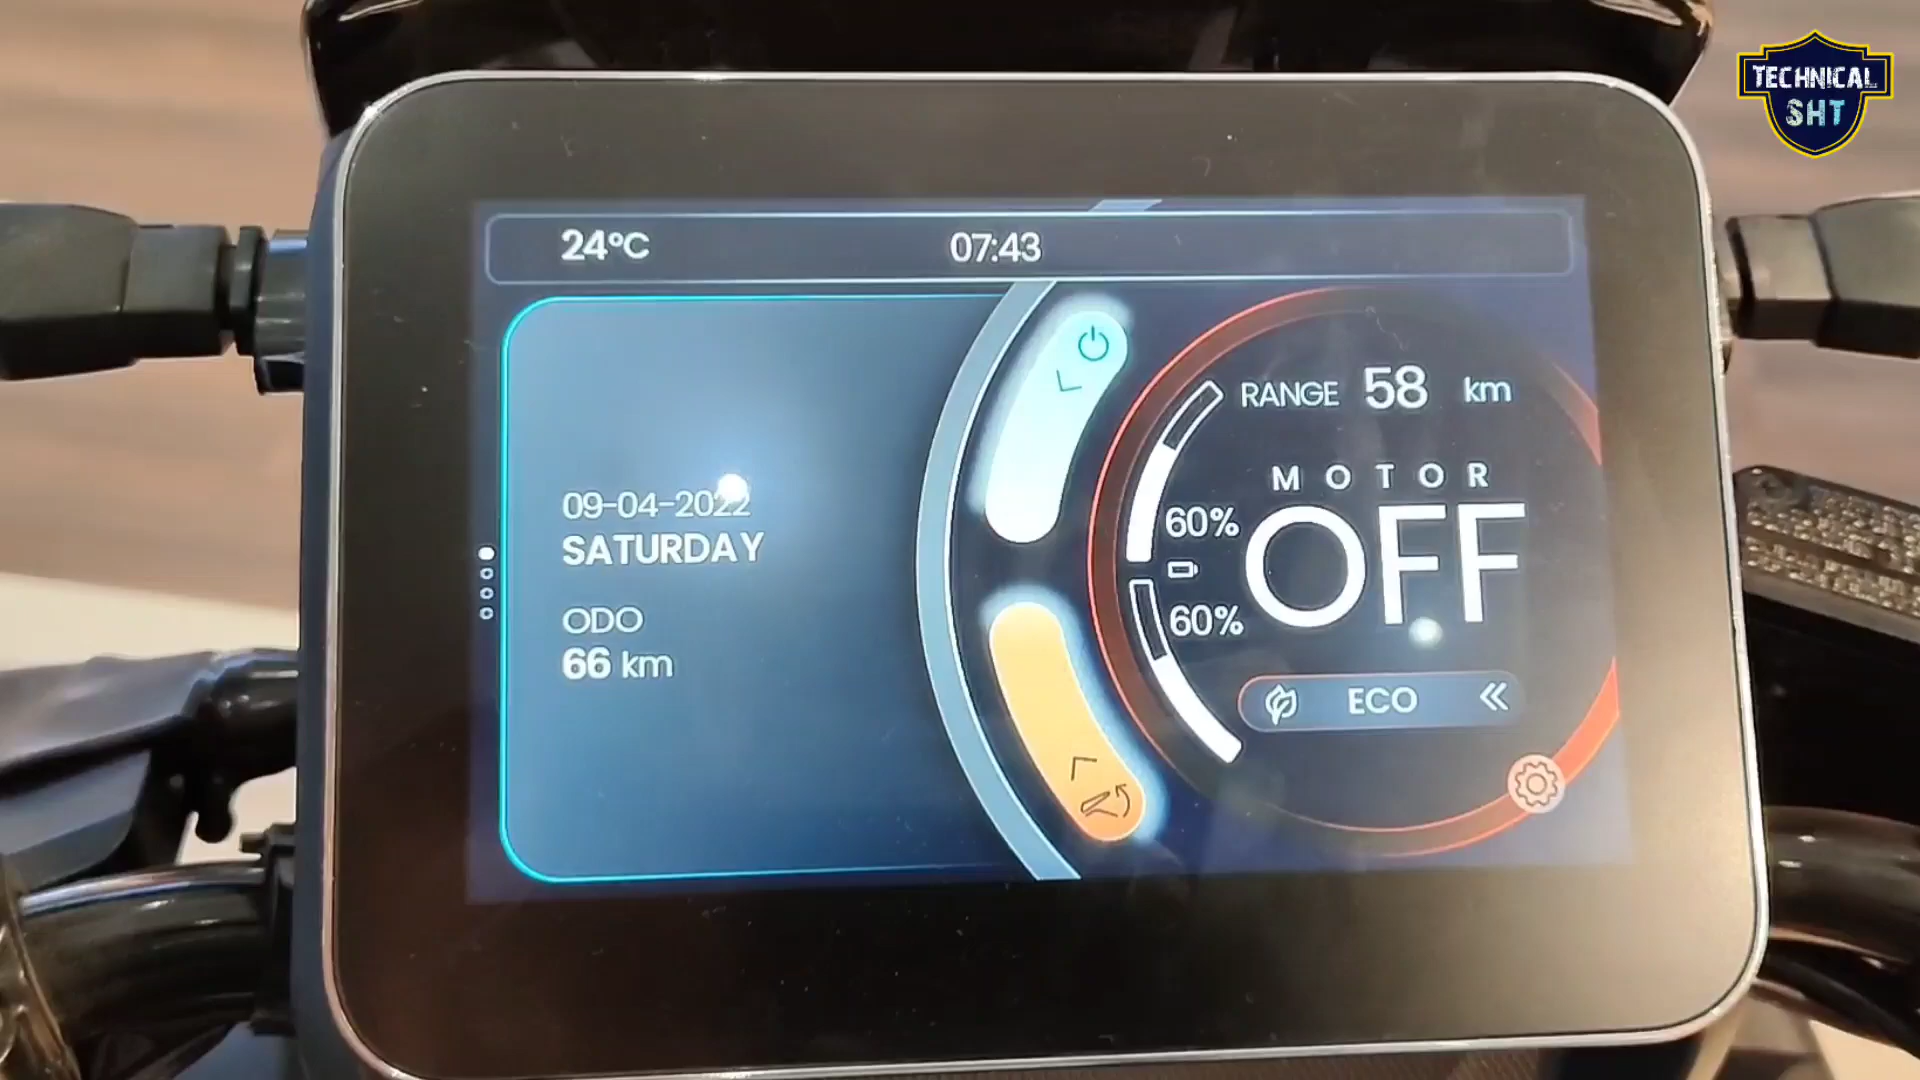 TECHNICAL
SHT
24°C
07:43
RANGE 58 km
MOTOR
OFF
60%
60%
ECO
09-04-2022
SATURDAY
ODO
66 km